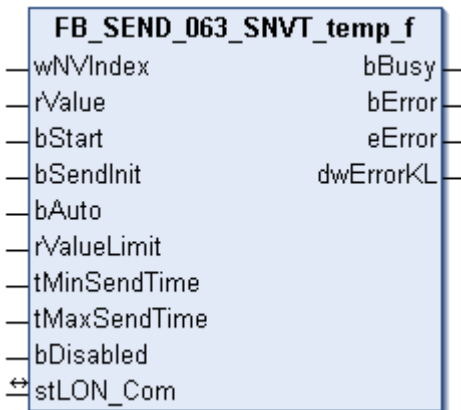 FB_SEND_063_SNVT_temp_f
wNVIndex bBusy
rValue bError
bStart eError
bSendInit dwErrorKL
bAuto
rValueLimit
tMinSendTime
tMaxSendTime
bDisabled
stLON_Com